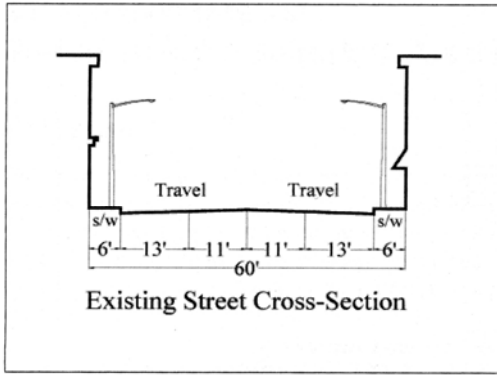 Travel Travel
s/w s/w
6' 13' 11' 11' 13' 6'
60'
Existing Street Cross-Section